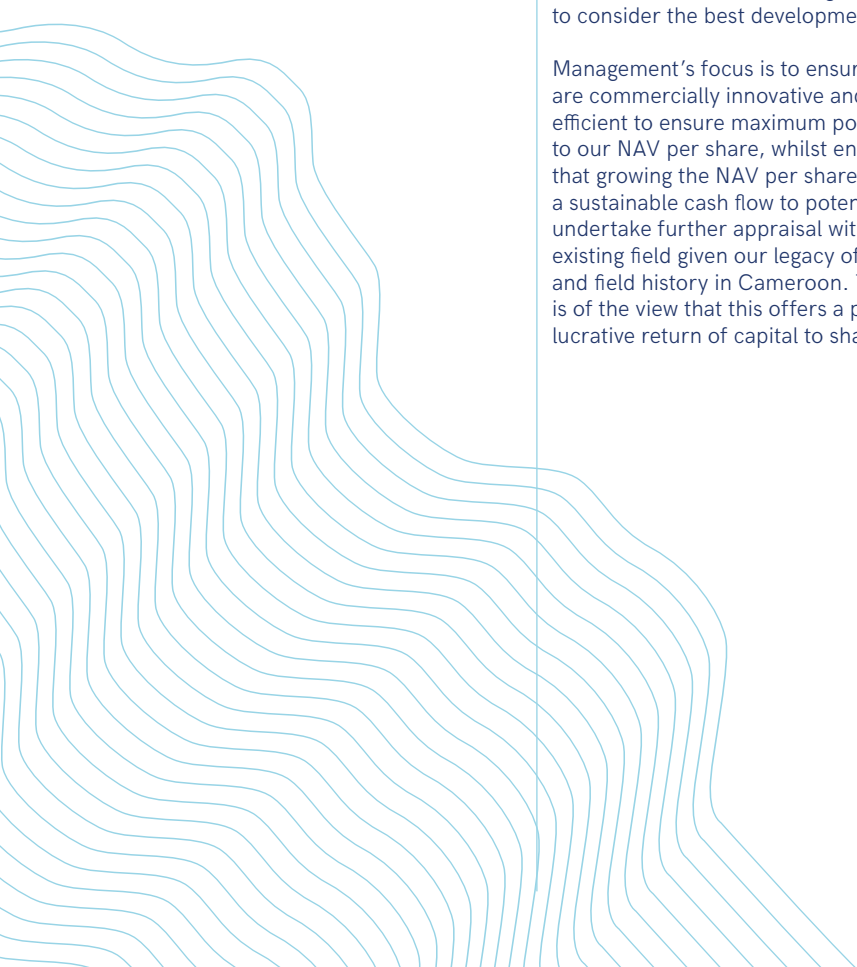 to consider the best developme
Management’s focus is to ensur
are commercially innovative and
efficient to ensure maximum po
to our NAV per share, whilst en
that growing the NAV per share
a sustainable cash flow to poten
undertake further appraisal wit
existing field given our legacy of
and field history in Cameroon.
is of the view that this offers a p
lucrative return of capital to sha